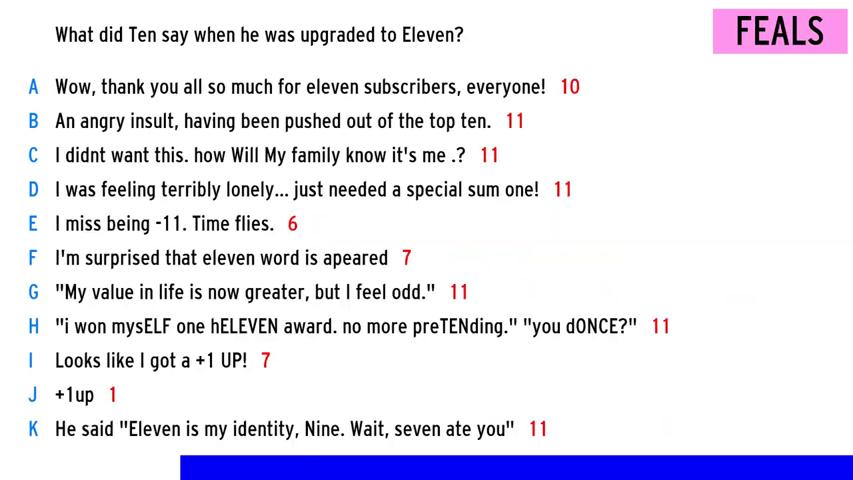 What did Ten say when he was upgraded to Eleven?
FEALS
A Wow, thank you all so much for eleven subscribers, everyone! 10
B An angry insult, having been pushed out of the top ten. 11
C I didnt want this. how Will My family know it's me .? 11
D I was feeling terribly lonely... just needed a special sum one! 11
E I miss being -11. Time flies. 6
F I'm surprised that eleven word is apeared 7
G "My value in life is now greater, but I feel odd." 11
H "i won mysELF one hELEVEN award. no more preTENding." "you dONCE?" 11
I Looks like I got a +1 UP! 7
J +1up 1
K He said "Eleven is my identity, Nine. Wait, seven ate you" 11